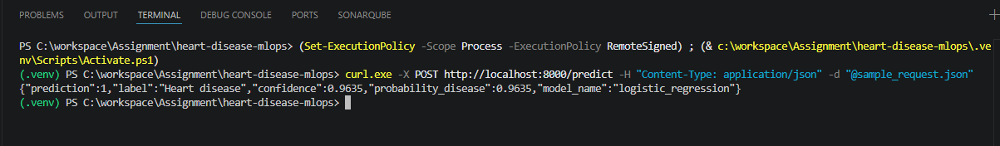 PROBLEMS OUTPUT TERMINAL DEBUG CONSOLE PORTS SONARQUBE
PS C:\workspace\Assignment\heart-disease-mlops> (Set-ExecutionPolicy -Scope Process -ExecutionPolicy RemoteSigned) ; (& c:\workspace\Assignment\heart-disease-mlops\.ve
nv\Scripts\Activate.ps1)
(.venv) PS C:\workspace\Assignment\heart-disease-mlops> curl.exe -X POST http://localhost:8000/predict -H "Content-Type: application/json" -d "@sample_request.json"
{"prediction":1,"label":"Heart disease","confidence":0.9635,"probability_disease":0.9635,"model_name":"logistic_regression"}
(.venv) PS C:\workspace\Assignment\heart-disease-mlops>